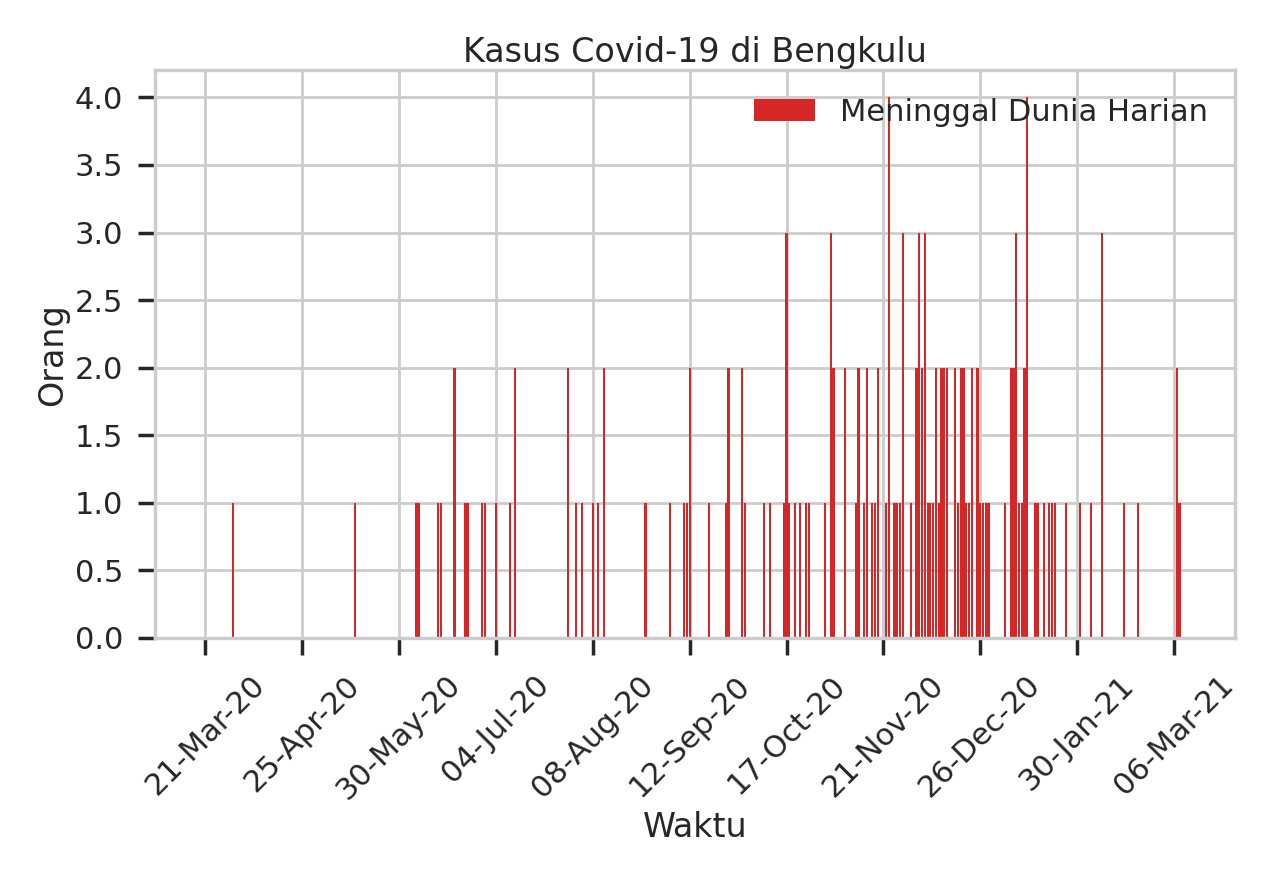 Kasus Covid-19 di Bengkulu
Meninggal Dunia Harian
4.0
3.5
3.0
2.5
2.0
1.5
1.0
0.5
0.0
Orang
21-Mar-20
25-Apr-20
30-May-20
04-Jul-20
08-Aug-20
12-Sep-20
17-Oct-20
21-Nov-20
26-Dec-20
30-Jan-21
06-Mar-21
Waktu